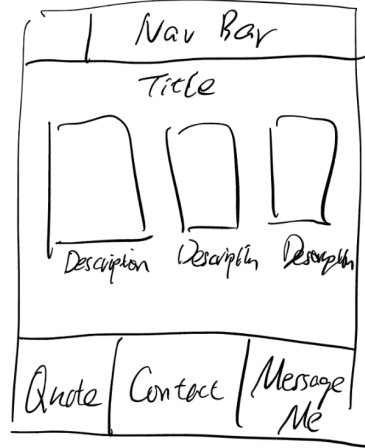 Nav Bar
Title
Description Description Description
Quote Contact Message
Me